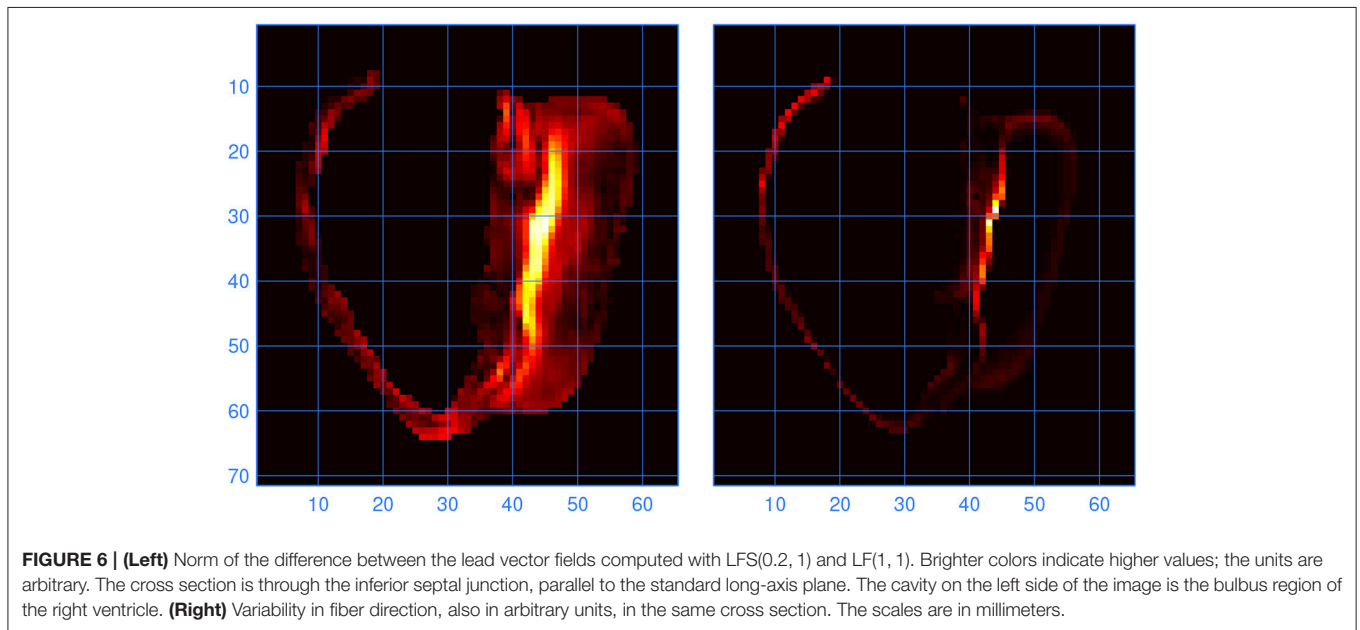 10
20
30
40
50
60
70
10 20 30 40 50 60
10 20 30 40 50 60
FIGURE 6 | (Left) Norm of the difference between the lead vector fields computed with LFS(0.2, 1) and LF(1, 1). Brighter colors indicate higher values; the units are
arbitrary. The cross section is through the inferior septal junction, parallel to the standard long-axis plane. The cavity on the left side of the image is the bulbus region of
the right ventricle. (Right) Variability in fiber direction, also in arbitrary units, in the same cross section. The scales are in millimeters.